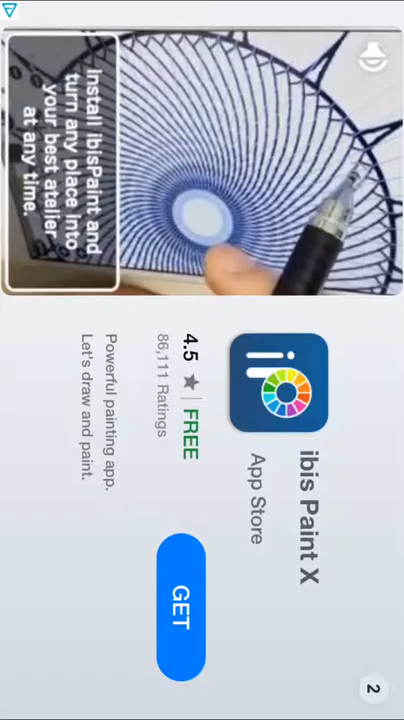 Install ibisPaint and
turn any place into
your best atelier
at any time.
ibis Paint X
App Store
4.5 ★ | FREE
86,111 Ratings
Powerful painting app.
Let's draw and paint.
GET
2